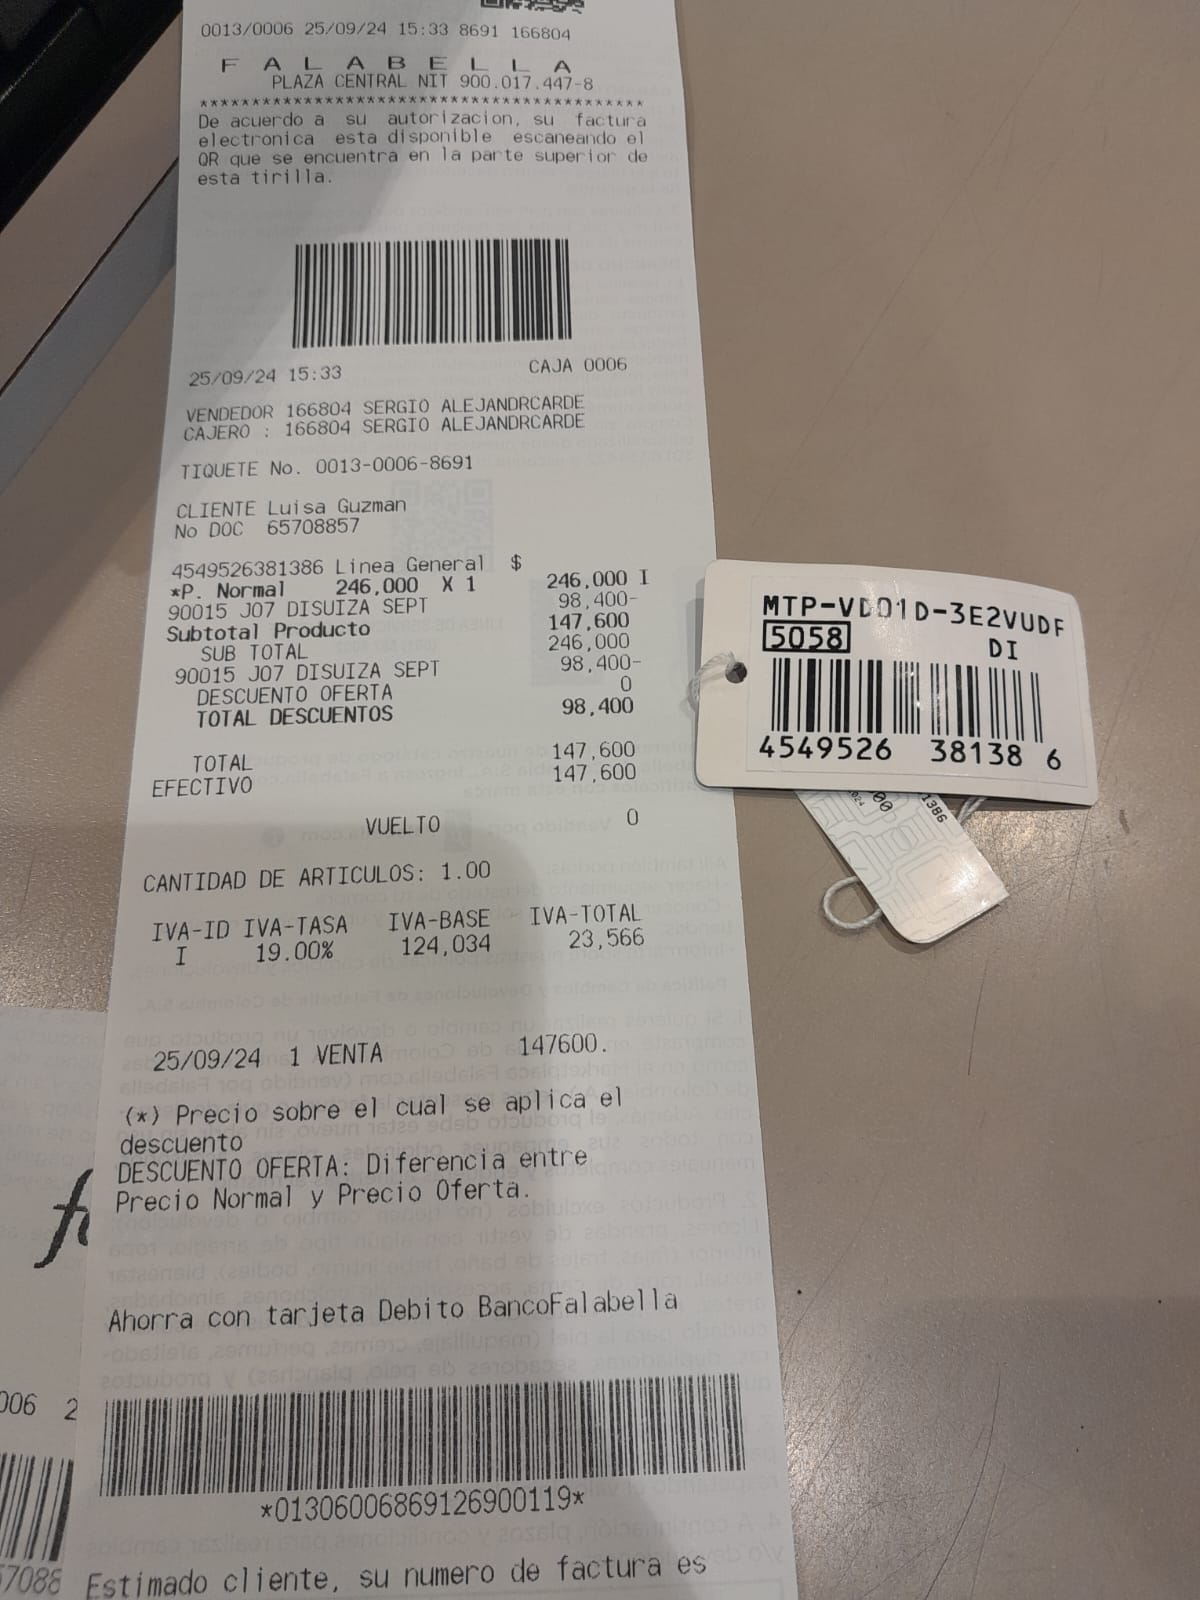 0013/0006 25/09/24 15:33 8691 166804
F A L A B E L L A
PLAZA CENTRAL NIT 900.017.447-8
******************************************
De acuerdo a su autorizacion, su factura
electronica esta disponible escaneando el
QR que se encuentra en la parte superior de
esta tirilla.
25/09/24 15:33 CAJA 0006
VENDEDOR 166804 SERGIO ALEJANDRCARDE
CAJERO : 166804 SERGIO ALEJANDRCARDE
TIQUETE No. 0013-0006-8691
CLIENTE Luisa Guzman
No DOC 65708857
4549526381386 Linea General $
*P. Normal 246,000 X 1 246,000 I
90015 J07 DISUIZA SEPT 98,400-
Subtotal Producto 147,600
SUB TOTAL 246,000
90015 J07 DISUIZA SEPT 98,400-
DESCUENTO OFERTA 0
TOTAL DESCUENTOS 98,400
TOTAL 147,600
EFECTIVO 147,600
VUELTO 0
CANTIDAD DE ARTICULOS: 1.00
IVA-ID IVA-TASA IVA-BASE IVA-TOTAL
I 19.00% 124,034 23,566
25/09/24 1 VENTA 147600.
(*) Precio sobre el cual se aplica el
descuento
DESCUENTO OFERTA: Diferencia entre
Precio Normal y Precio Oferta.
Ahorra con tarjeta Debito BancoFalabella
*01306006869126900119*
Estimado cliente, su numero de factura es
MTP-VD01D-3E2VUDF
5058 DI
4549526 38138 6
1386
006 2
57088